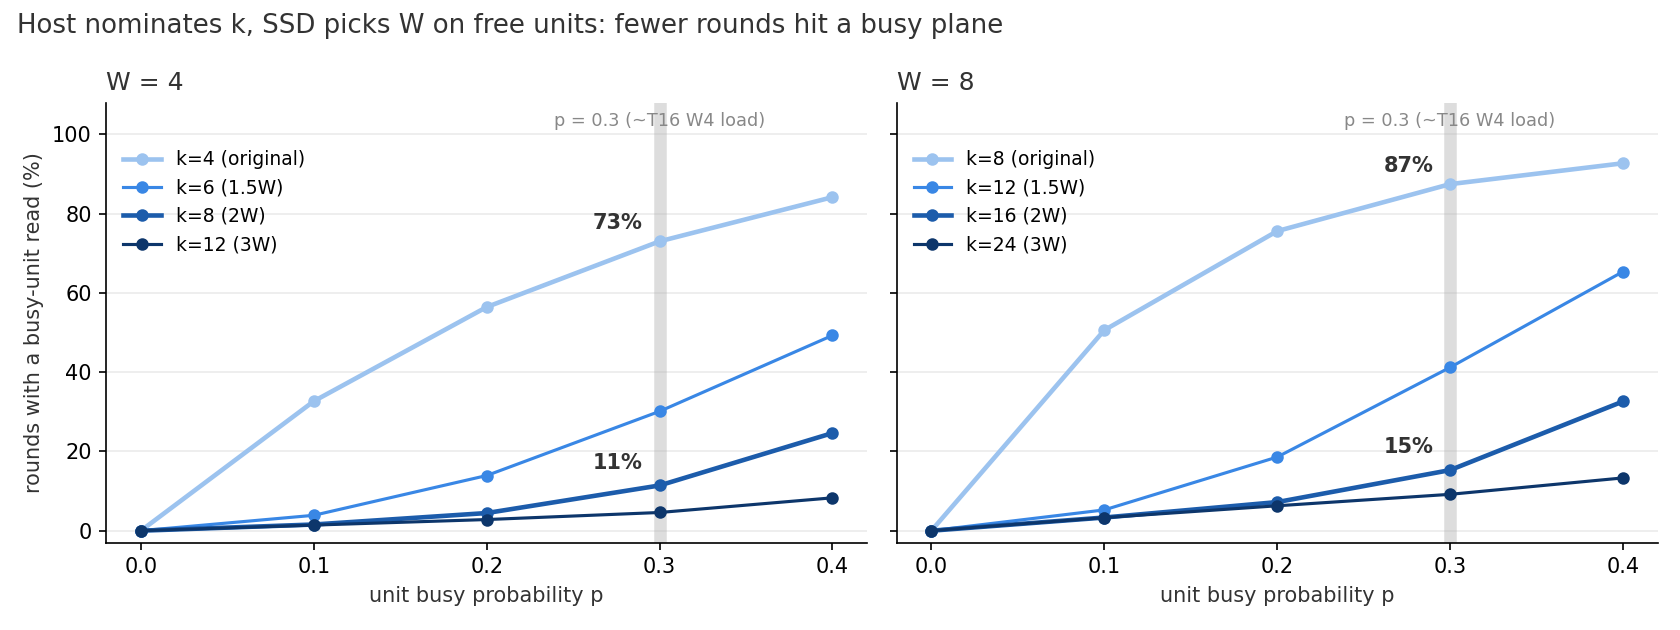 Host nominates k, SSD picks W on free units: fewer rounds hit a busy plane
W = 4
p = 0.3 (~T16 W4 load)
k=4 (original)
k=6 (1.5W)
k=8 (2W)
k=12 (3W)
73%
11%
100
80
60
40
20
0
rounds with a busy-unit read (%)
0.0 0.1 0.2 0.3 0.4
unit busy probability p
W = 8
p = 0.3 (~T16 W4 load)
k=8 (original)
k=12 (1.5W)
k=16 (2W)
k=24 (3W)
87%
15%
0.0 0.1 0.2 0.3 0.4
unit busy probability p